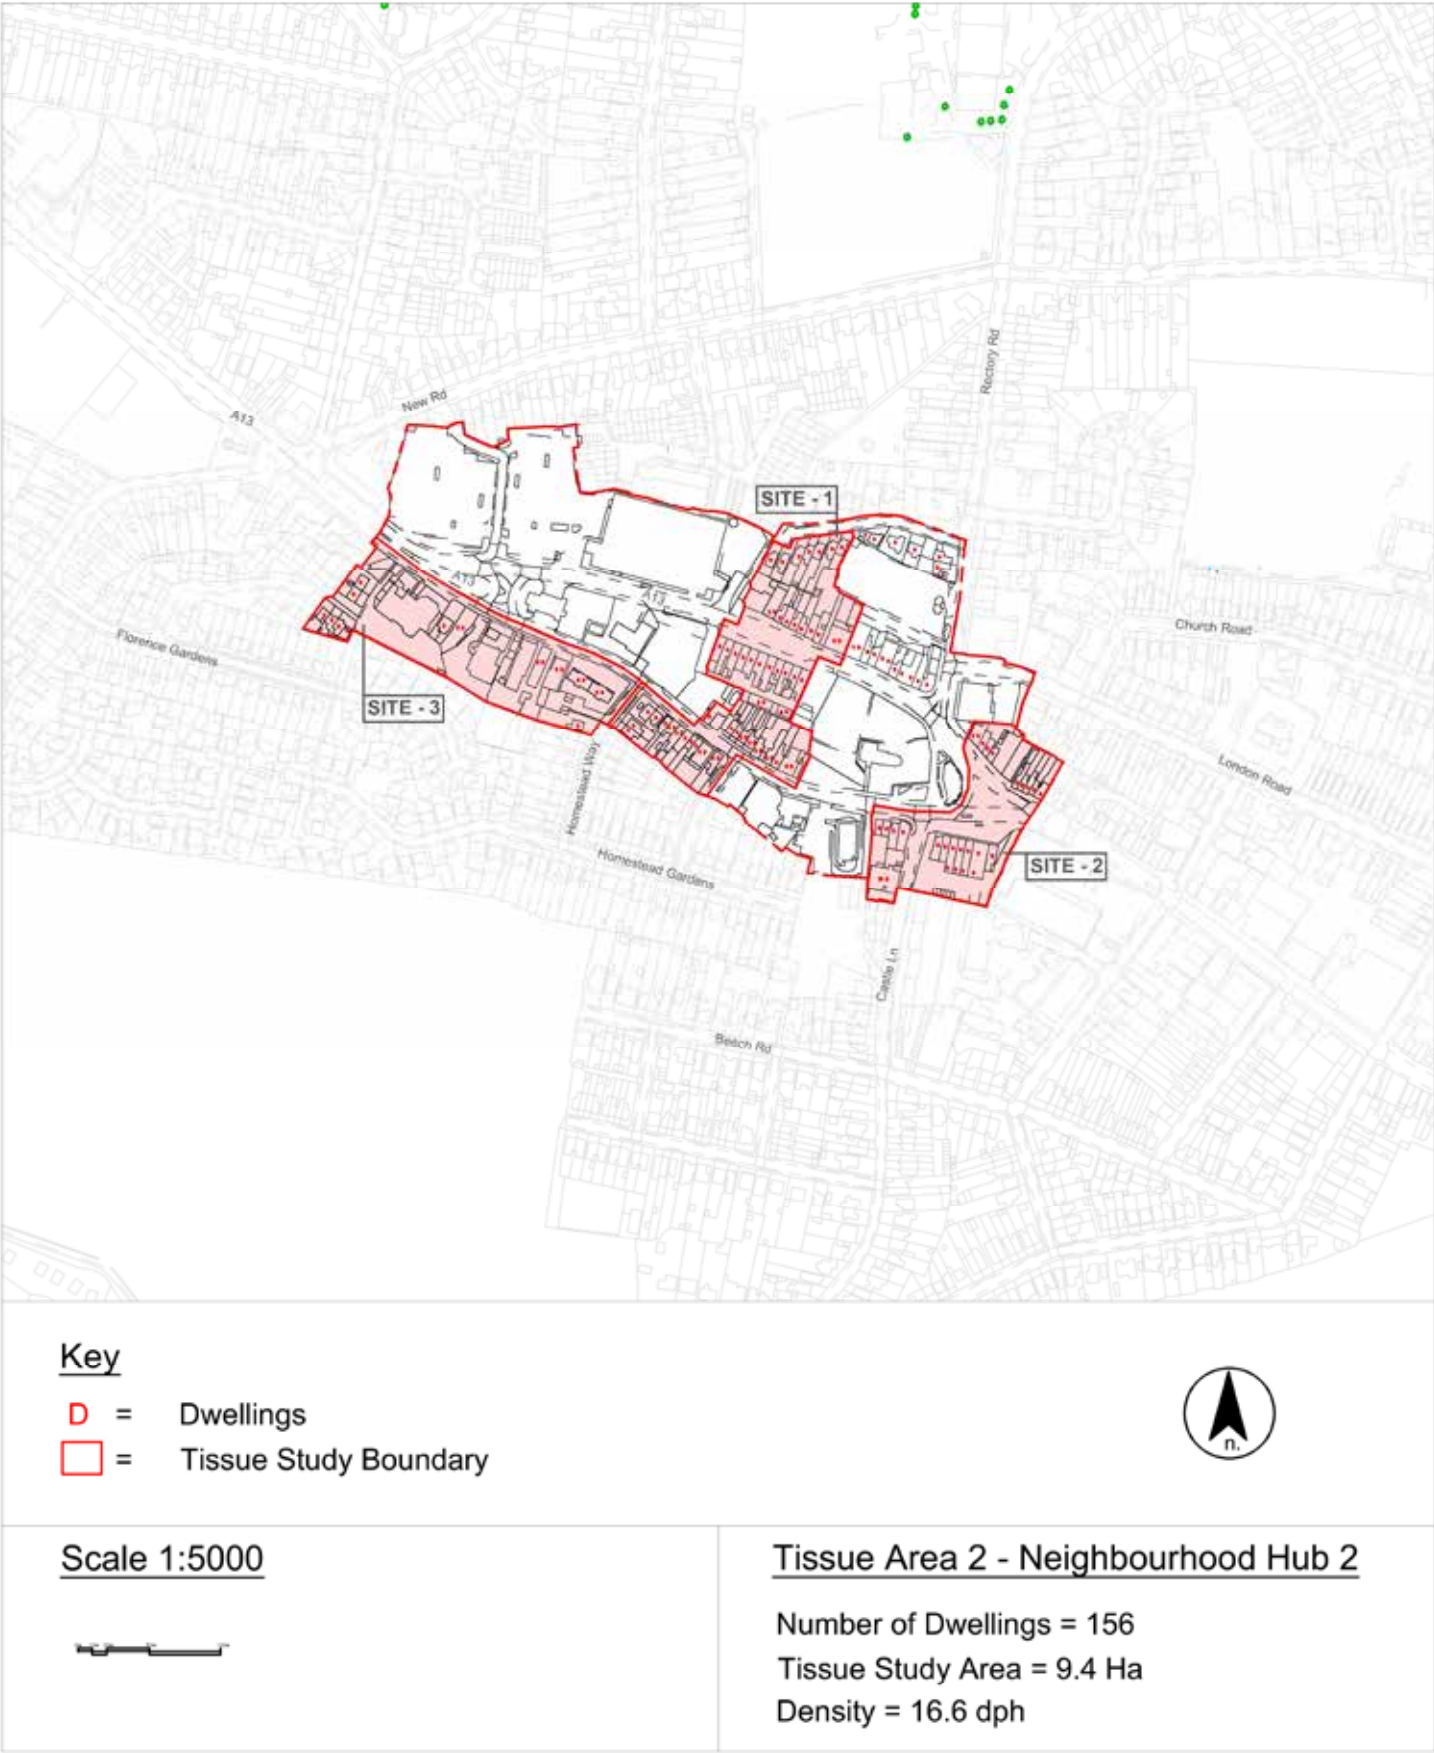 New Rd
A13
Rectory Rd
SITE - 1
A13
A13
Church Road
Florence Gardens
SITE - 3
London Road
Homestead Way
Homestead Gardens
SITE - 2
Castle Ln
Beech Rd
Key
D = Dwellings
= Tissue Study Boundary
n.
Scale 1:5000
Tissue Area 2 - Neighbourhood Hub 2
Number of Dwellings = 156
Tissue Study Area = 9.4 Ha
Density = 16.6 dph